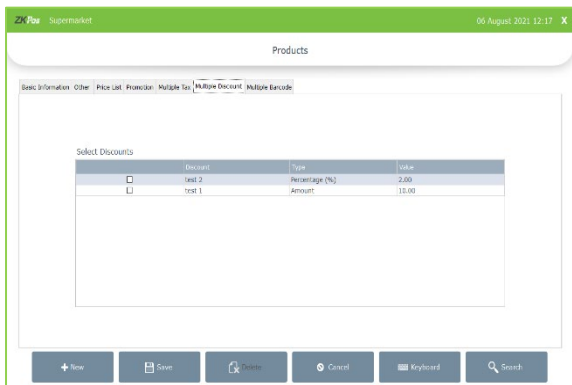 ZKPos Supermarket 06 August 2021 12:17 X
Products
Basic Information Other Price List Promotion Multiple Tax Multiple Discount Multiple Barcode
Select Discounts
Discount Type Value
test 2 Percentage (%) 2.00
test 1 Amount 10.00
New Save Delete Cancel Keyboard Search